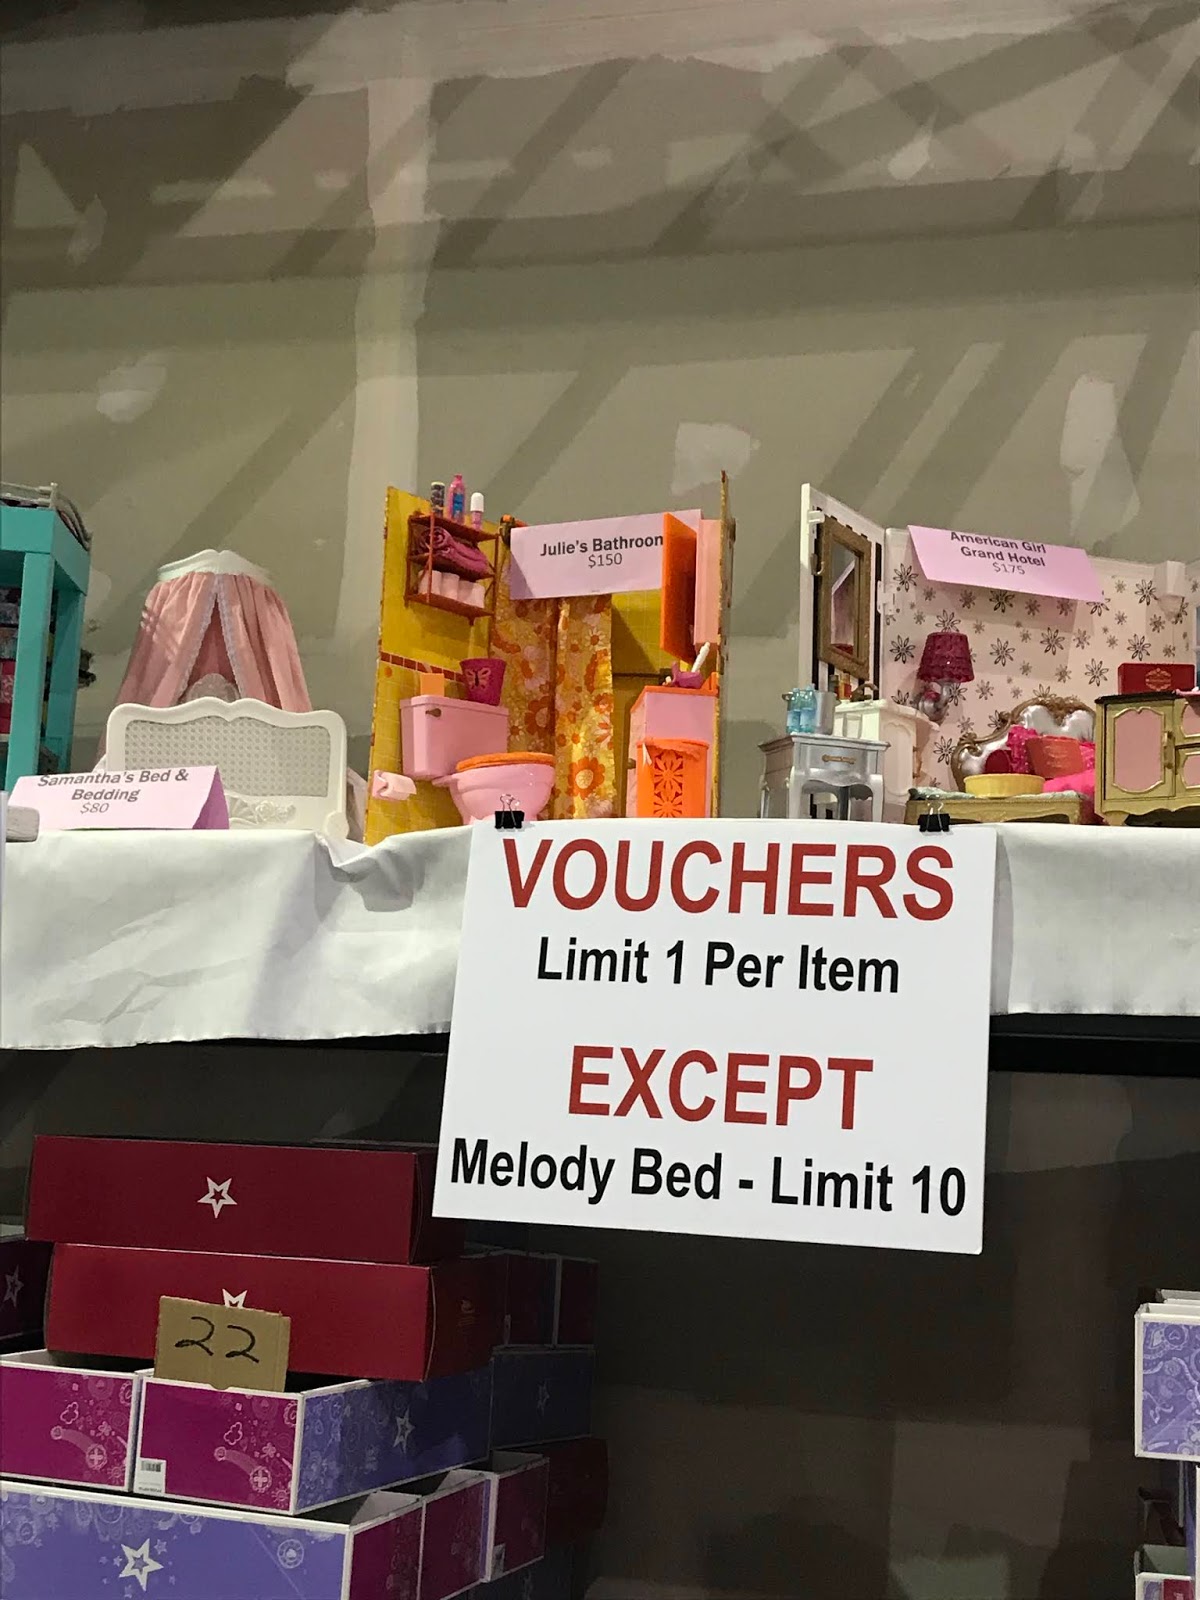 Julie's Bathroom
$150
American Girl
Grand Hotel
$175
Samantha's Bed &
Bedding
$80
VOUCHERS
Limit 1 Per Item
EXCEPT
Melody Bed - Limit 10
22